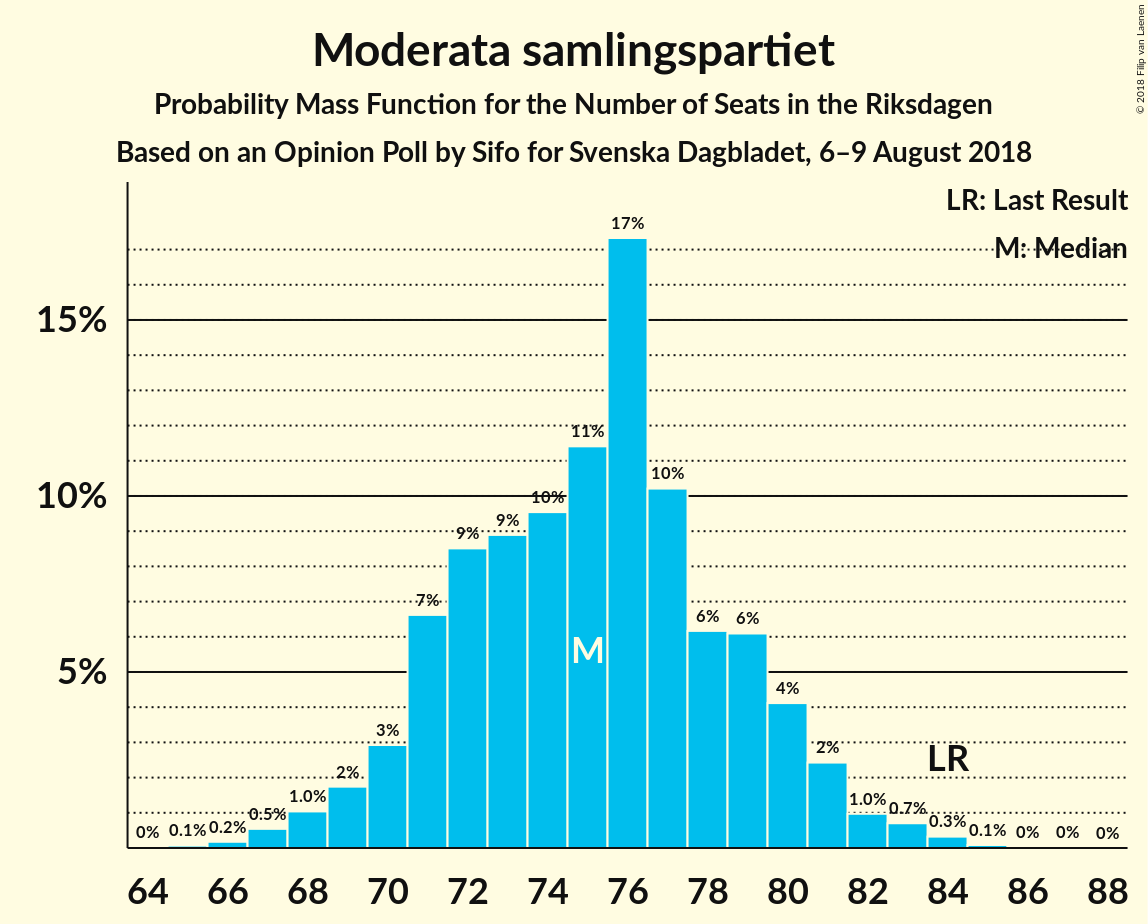 Moderata samlingspartiet
Probability Mass Function for the Number of Seats in the Riksdagen
Based on an Opinion Poll by Sifo for Svenska Dagbladet, 6–9 August 2018
© 2018 Filip van Laenen
LR: Last Result
M: Median
15%
10%
5%
0% 0.1% 0.2% 0.5% 1.0% 2% 3% 7% 9% 9% 10% 11% 17% 10% 6% 6% 4% 2% 1.0% 0.7% 0.3% 0.1% 0% 0% 0%
M
LR
64 66 68 70 72 74 76 78 80 82 84 86 88